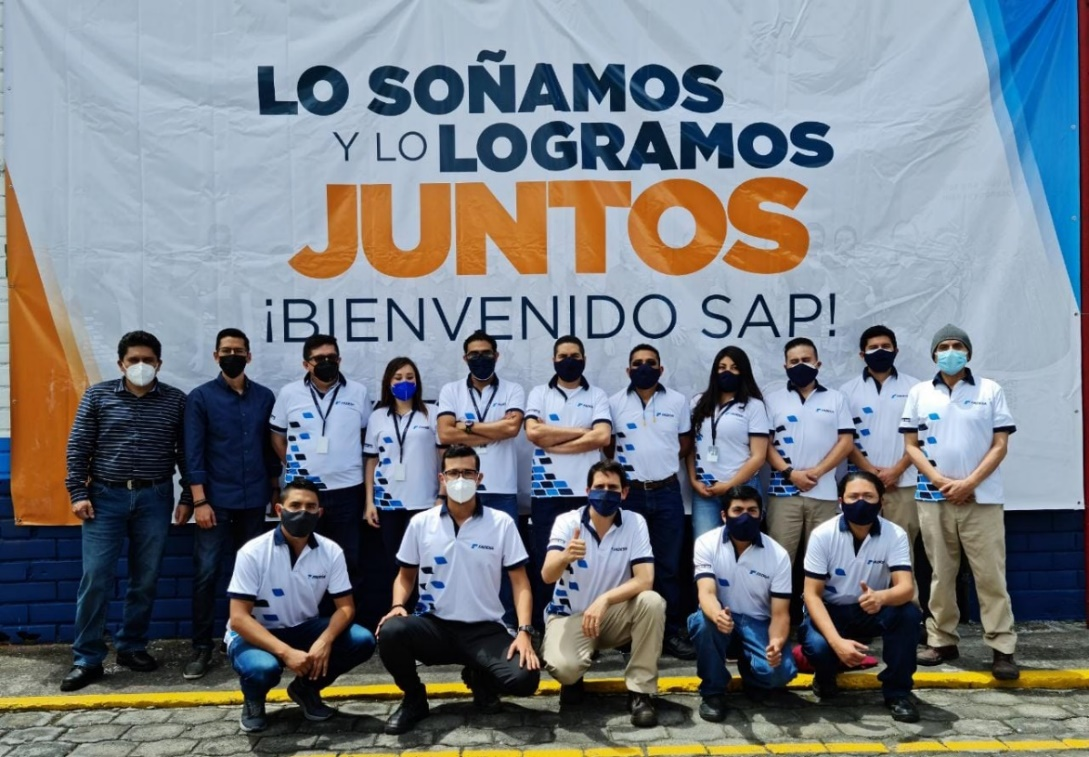 LO SOÑAMOS
Y LO LOGRAMOS
JUNTOS
¡BIENVENIDO SAP!